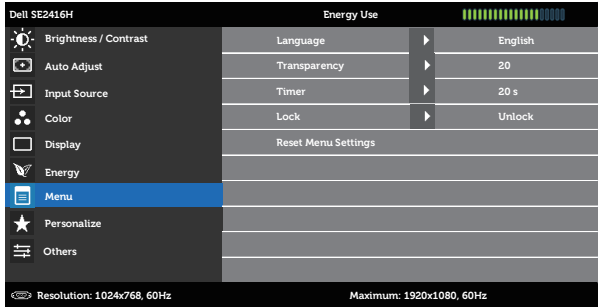 Dell SE2416H Energy Use
Brightness / Contrast Language English
Auto Adjust Transparency 20
Input Source Timer 20 s
Color Lock Unlock
Display Reset Menu Settings
Energy
Menu
Personalize
Others
Resolution: 1024x768, 60Hz Maximum: 1920x1080, 60Hz